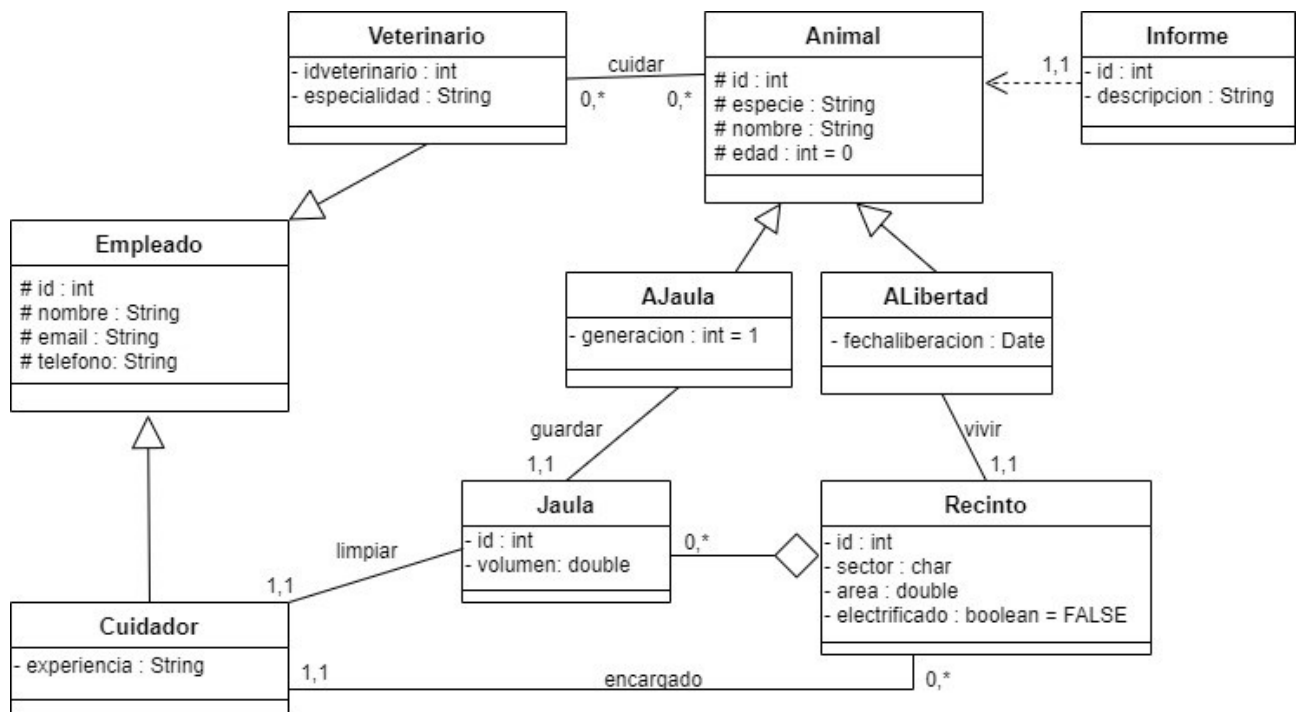 Veterinario
- idveterinario : int
- especialidad : String
cuidar
0,*
0,*
Animal
# id : int
# especie : String
# nombre : String
# edad : int = 0
1,1
Informe
- id : int
- descripcion : String
Empleado
# id : int
# nombre : String
# email : String
# telefono: String
AJaula
- generacion : int = 1
ALibertad
- fechaliberacion : Date
guardar
1,1
vivir
1,1
Jaula
- id : int
- volumen: double
0,*
Recinto
- id : int
- sector : char
- area : double
- electrificado : boolean = FALSE
limpiar
1,1
Cuidador
- experiencia : String
1,1
encargado
0,*